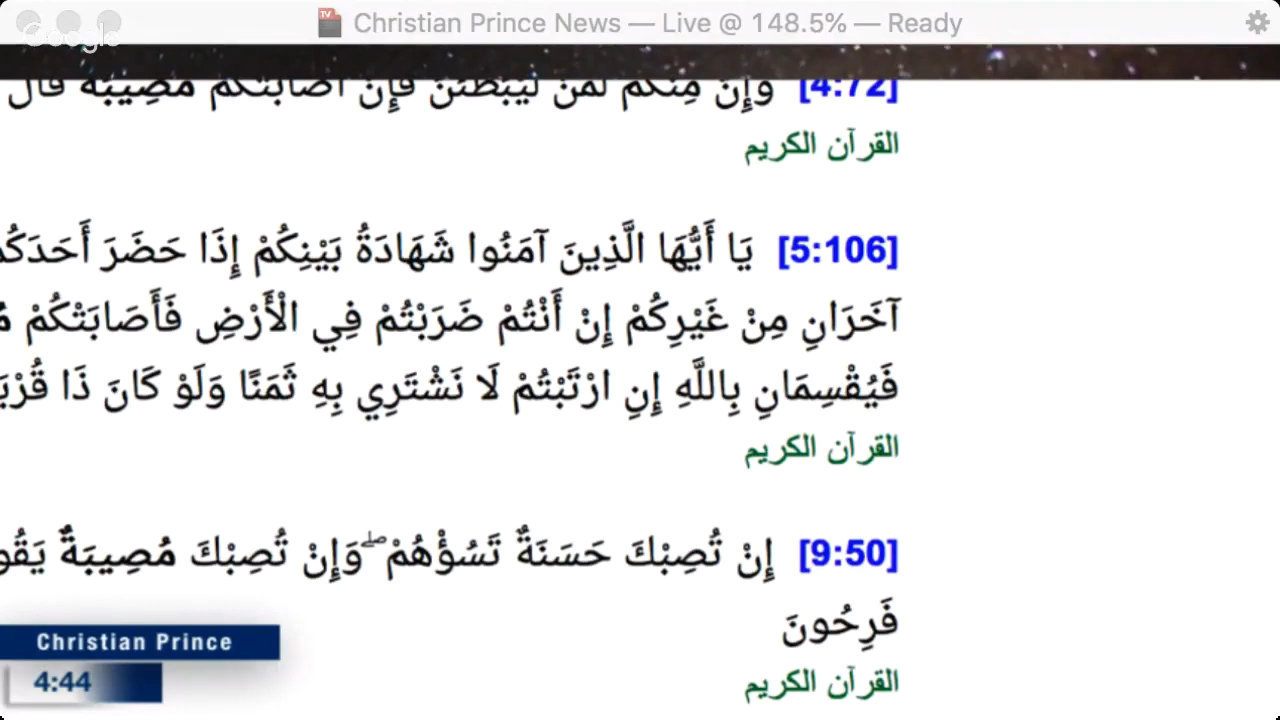 Christian Prince News — Live @ 148.5% — Ready
Google
[4:72] وَإِنَّ مِنْكُمْ لَمَنْ لَيُبَطِّئَنَّ فَإِنْ أَصَابَتْكُمْ مُصِيبَةٌ قَالَ
القرآن الكريم
[5:106] يَا أَيُّهَا الَّذِينَ آمَنُوا شَهَادَةُ بَيْنِكُمْ إِذَا حَضَرَ
آخَرَانِ مِنْ غَيْرِكُمْ إِنْ أَنْتُمْ ضَرَبْتُمْ فِي الْأَرْضِ فَأَصَابَتْكُمْ
فَيُقْسِمَانِ بِاللَّهِ إِنِ ارْتَبْتُمْ لَا نَشْتَرِي بِهِ ثَمَنًا وَلَوْ كَانَ ذَا
القرآن الكريم
[9:50] إِنْ تُصِبْكَ حَسَنَةٌ تَسُؤْهُمْ ۖ وَإِنْ تُصِبْكَ مُصِيبَةٌ
فَرِحُونَ
القرآن الكريم
Christian Prince
4:44